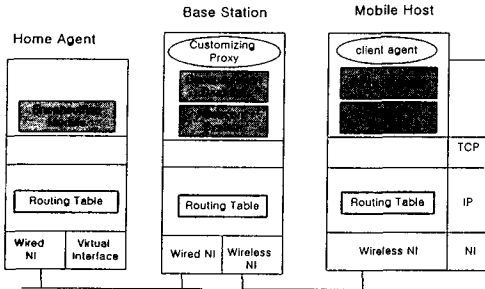 Base Station
Mobile Host
Home Agent
Customizing
Proxy
client agent
TCP
Routing Table
Routing Table
Routing Table
IP
Wired
NI
Virtual
Interface
Wired NI
Wireless
NI
Wireless NI
NI